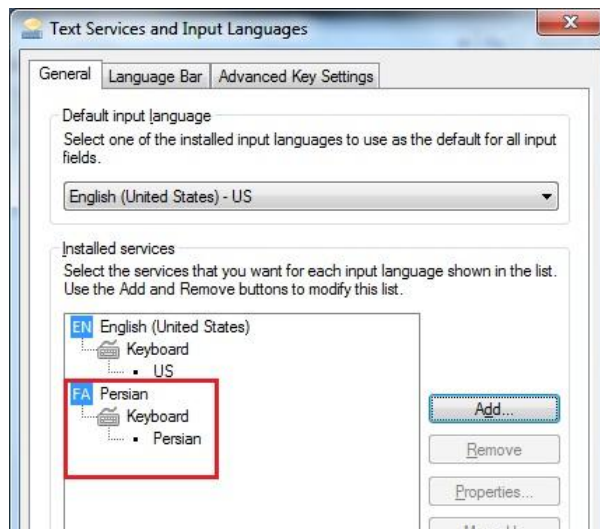 Text Services and Input Languages
General
Language Bar
Advanced Key Settings
Default input language
Select one of the installed input languages to use as the default for all input
fields.
English (United States) - US
Installed services
Select the services that you want for each input language shown in the list.
Use the Add and Remove buttons to modify this list.
EN English (United States)
Keyboard
US
FA Persian
Keyboard
Persian
Add...
Remove
Properties...